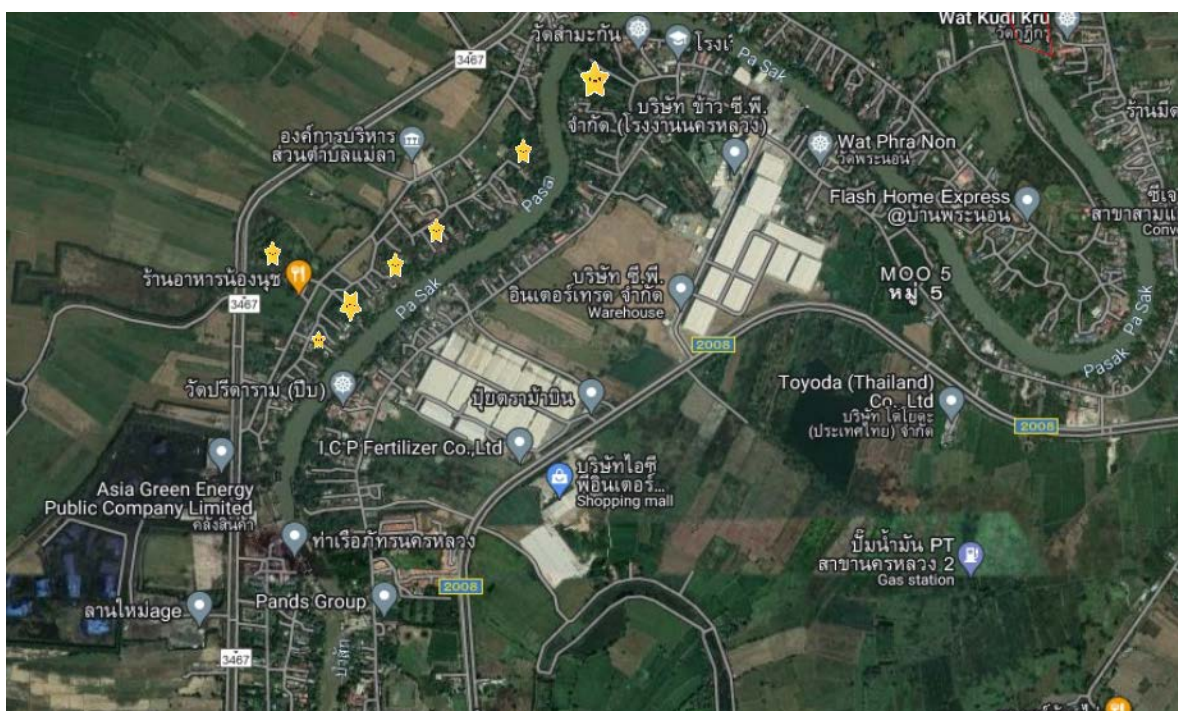 Wat Kudi Kru
วัดกุฎีกรุ
วัดสำมะกัน
โรงเ
3467
Pa Sak
ร้านมีด
บริษัท ข้าว ซี.พี.
จำกัด (โรงงานนครหลวง)
องค์การบริหาร
ส่วนตำบลแม่ลา
Wat Phra Non
วัดพระนอน
Pasa
Flash Home Express
@บ้านพระนอน
ซีเจ
สาขาสามแ
Conve
ร้านอาหารน้องนุช
3467
บริษัท ซี.พี.
อินเตอร์เทรด จำกัด
Warehouse
MOO 5
หมู่ 5
Pa Sak
Pa Sak
2008
Pasak
วัดปรีดาราม (ปึบ)
ปุ๋ยตราม้าบิน
Toyoda (Thailand)
Co., Ltd
บริษัท โตโยดะ
(ประเทศไทย) จำกัด
2008
I.C P Fertilizer Co.,Ltd
Asia Green Energy
Public Company Limited
คลังสินค้า
บริษัทไอซี
พีอินเตอร์...
Shopping mall
ท่าเรือภัทรนครหลวง
ปั๊มน้ำมัน PT
สาขานครหลวง 2
Gas station
2008
Pands Group
ลานใหม่age
3467
ป่าสัก